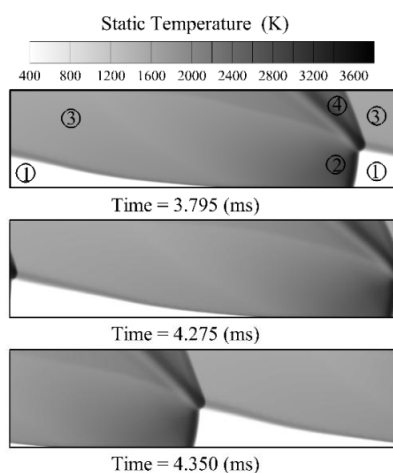 Static Temperature (K)
400 800 1200 1600 2000 2400 2800 3200 3600
④
③ ③
② 
① ①
Time = 3.795 (ms)
Time = 4.275 (ms)
Time = 4.350 (ms)